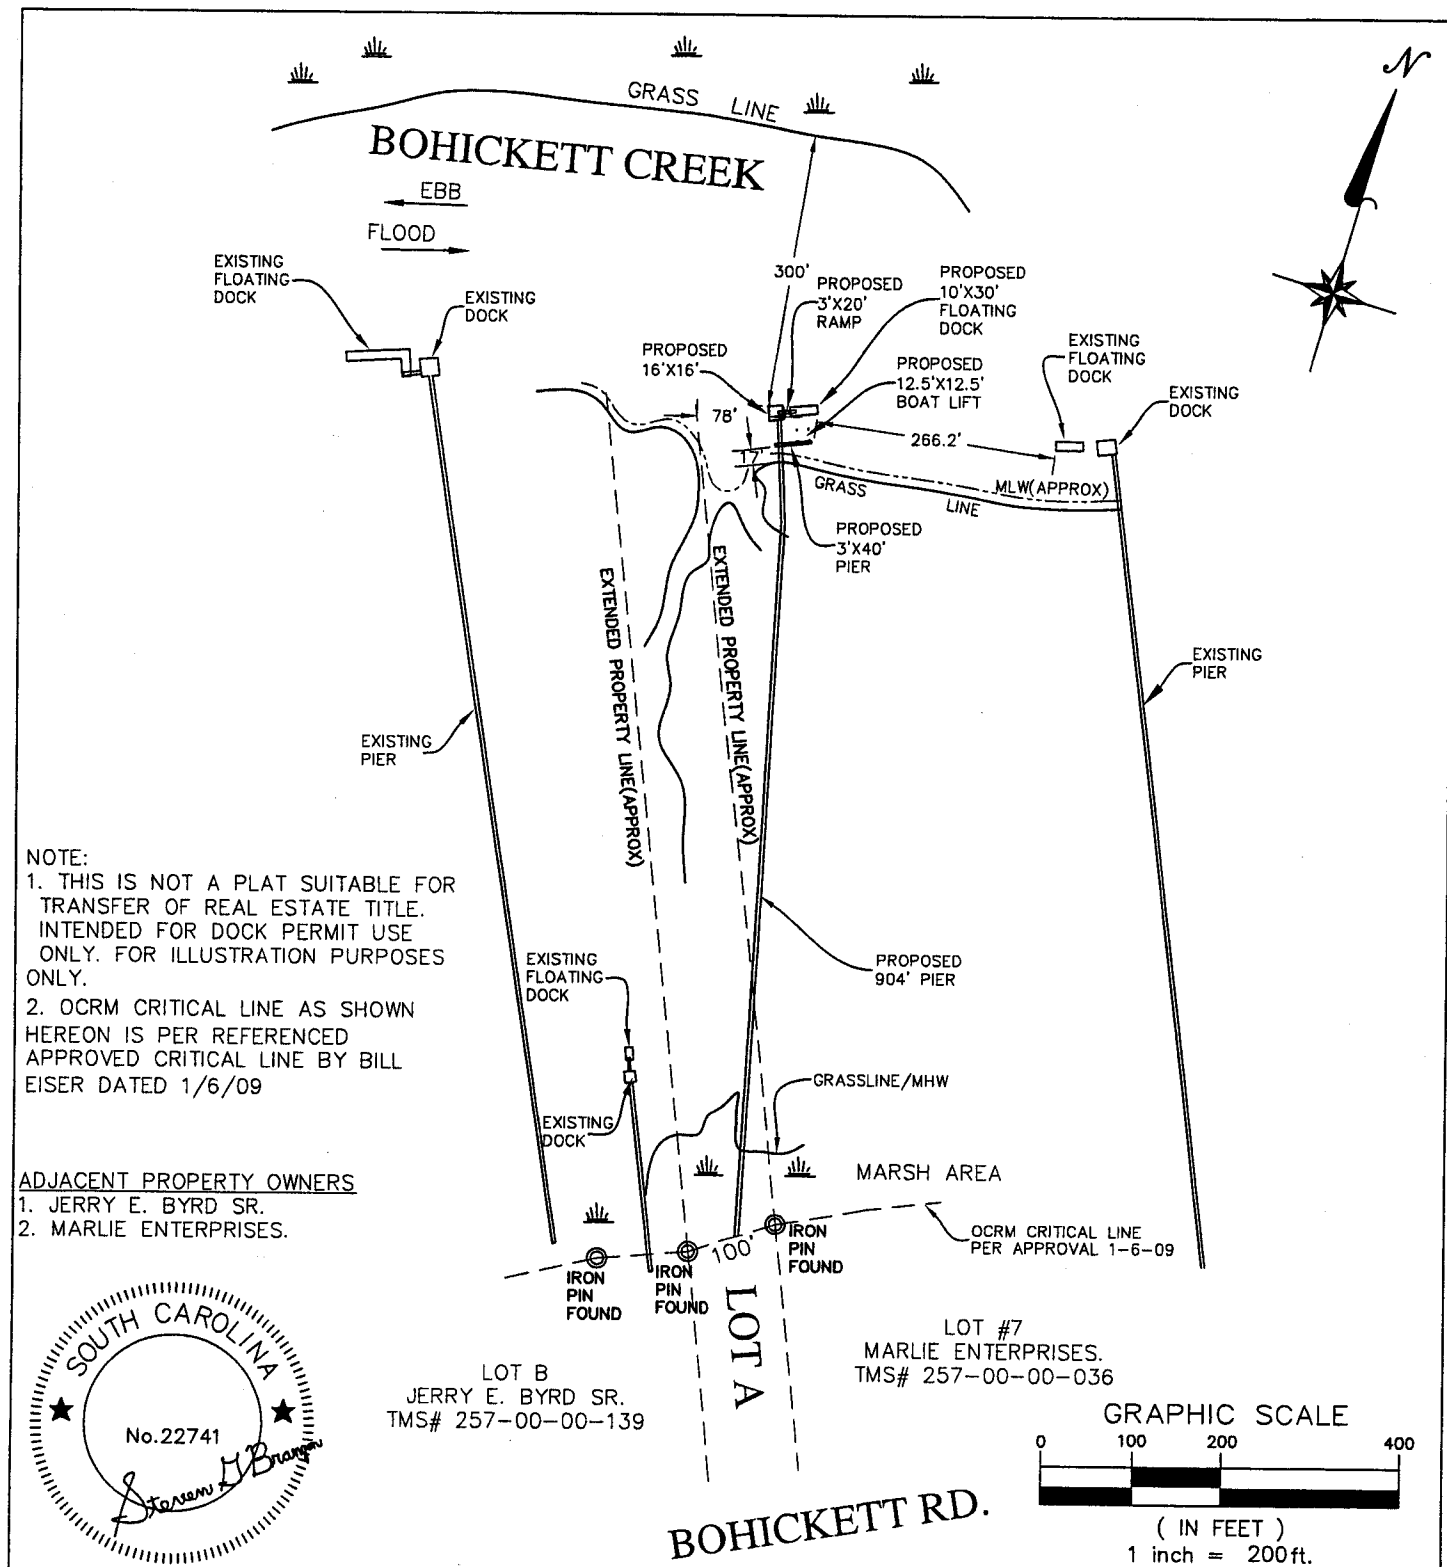 N
GRASS LINE
BOHICKETT CREEK
EBB
FLOOD
EXISTING
FLOATING
DOCK
EXISTING
DOCK
300'
PROPOSED
3'X20'
RAMP
PROPOSED
10'X30'
FLOATING
DOCK
PROPOSED
16'X16'
PROPOSED
12.5'X12.5'
BOAT LIFT
EXISTING
FLOATING
DOCK
EXISTING
DOCK
78'
266.2'
17'
GRASS LINE
MLW(APPROX)
PROPOSED
3'X40'
PIER
EXTENDED PROPERTY LINE(APPROX)
EXTENDED PROPERTY LINE(APPROX)
EXISTING
PIER
EXISTING
PIER
NOTE:
1. THIS IS NOT A PLAT SUITABLE FOR
TRANSFER OF REAL ESTATE TITLE.
INTENDED FOR DOCK PERMIT USE
ONLY. FOR ILLUSTRATION PURPOSES
ONLY.
2. OCRM CRITICAL LINE AS SHOWN
HEREON IS PER REFERENCED
APPROVED CRITICAL LINE BY BILL
EISER DATED 1/6/09
EXISTING
FLOATING
DOCK
PROPOSED
904' PIER
EXISTING
DOCK
GRASSLINE/MHW
ADJACENT PROPERTY OWNERS
1. JERRY E. BYRD SR.
2. MARLIE ENTERPRISES.
MARSH AREA
OCRM CRITICAL LINE
PER APPROVAL 1-6-09
IRON
PIN
FOUND
IRON
PIN
FOUND
100'
IRON
PIN
FOUND
LOT A
LOT B
JERRY E. BYRD SR.
TMS# 257-00-00-139
LOT #7
MARLIE ENTERPRISES.
TMS# 257-00-00-036
SOUTH CAROLINA
No.22741
Steven G Brangan
BOHICKETT RD.
GRAPHIC SCALE
0 100 200 400
( IN FEET )
1 inch = 200ft.